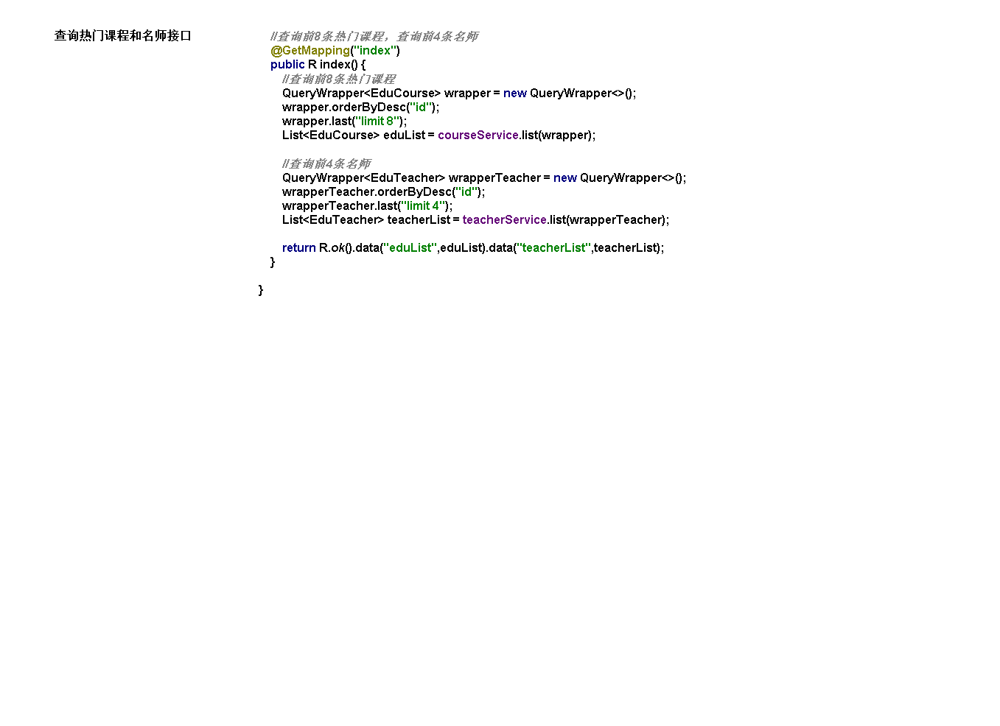 查询热门课程和名师接口
//查询前8条热门课程，查询前4条名师
@GetMapping("index")
public R index() {
//查询前8条热门课程
QueryWrapper<EduCourse> wrapper = new QueryWrapper<>();
wrapper.orderByDesc("id");
wrapper.last("limit 8");
List<EduCourse> eduList = courseService.list(wrapper);
//查询前4条名师
QueryWrapper<EduTeacher> wrapperTeacher = new QueryWrapper<>();
wrapperTeacher.orderByDesc("id");
wrapperTeacher.last("limit 4");
List<EduTeacher> teacherList = teacherService.list(wrapperTeacher);
return R.ok().data("eduList",eduList).data("teacherList",teacherList);
}
}